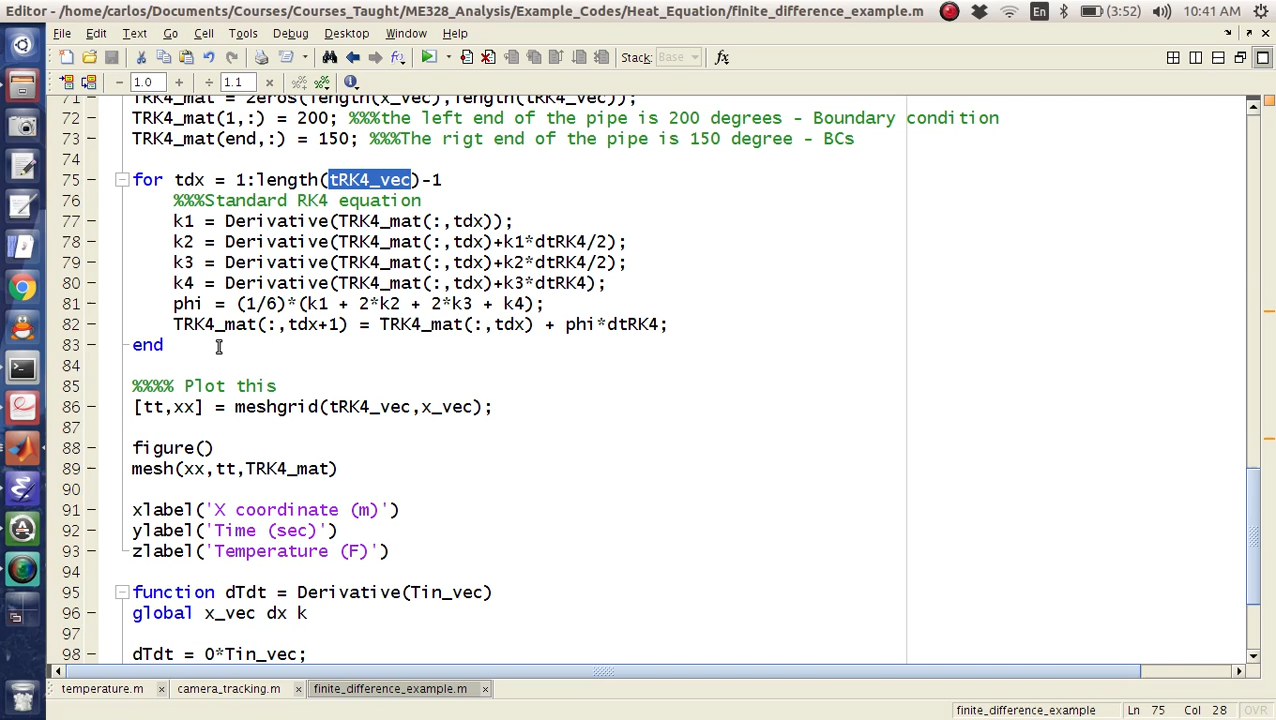 Editor - /home/carlos/Documents/Courses/Courses_Taught/ME328_Analysis/Example_Codes/Heat_Equation/finite_difference_example.m En (3:52) 10:41 AM
File Edit Text Go Cell Tools Debug Desktop Window Help
Stack: Base
1.0 1.1
71 TRK4_mat = zeros(length(x_vec),length(tRK4_vec));
72 TRK4_mat(1,:) = 200; %%%the left end of the pipe is 200 degrees - Boundary condition
73 TRK4_mat(end,:) = 150; %%%The rigt end of the pipe is 150 degree - BCs
74
75 for tdx = 1:length(tRK4_vec)-1
76 %%%Standard RK4 equation
77 k1 = Derivative(TRK4_mat(:,tdx));
78 k2 = Derivative(TRK4_mat(:,tdx)+k1*dtRK4/2);
79 k3 = Derivative(TRK4_mat(:,tdx)+k2*dtRK4/2);
80 k4 = Derivative(TRK4_mat(:,tdx)+k3*dtRK4);
81 phi = (1/6)*(k1 + 2*k2 + 2*k3 + k4);
82 TRK4_mat(:,tdx+1) = TRK4_mat(:,tdx) + phi*dtRK4;
83 end
84
85 %%%% Plot this
86 [tt,xx] = meshgrid(tRK4_vec,x_vec);
87
88 figure()
89 mesh(xx,tt,TRK4_mat)
90
91 xlabel('X coordinate (m)')
92 ylabel('Time (sec)')
93 zlabel('Temperature (F)')
94
95 function dTdt = Derivative(Tin_vec)
96 global x_vec dx k
97
98 dTdt = 0*Tin_vec;
temperature.m camera_tracking.m finite_difference_example.m
finite_difference_example Ln 75 Col 28 OVR